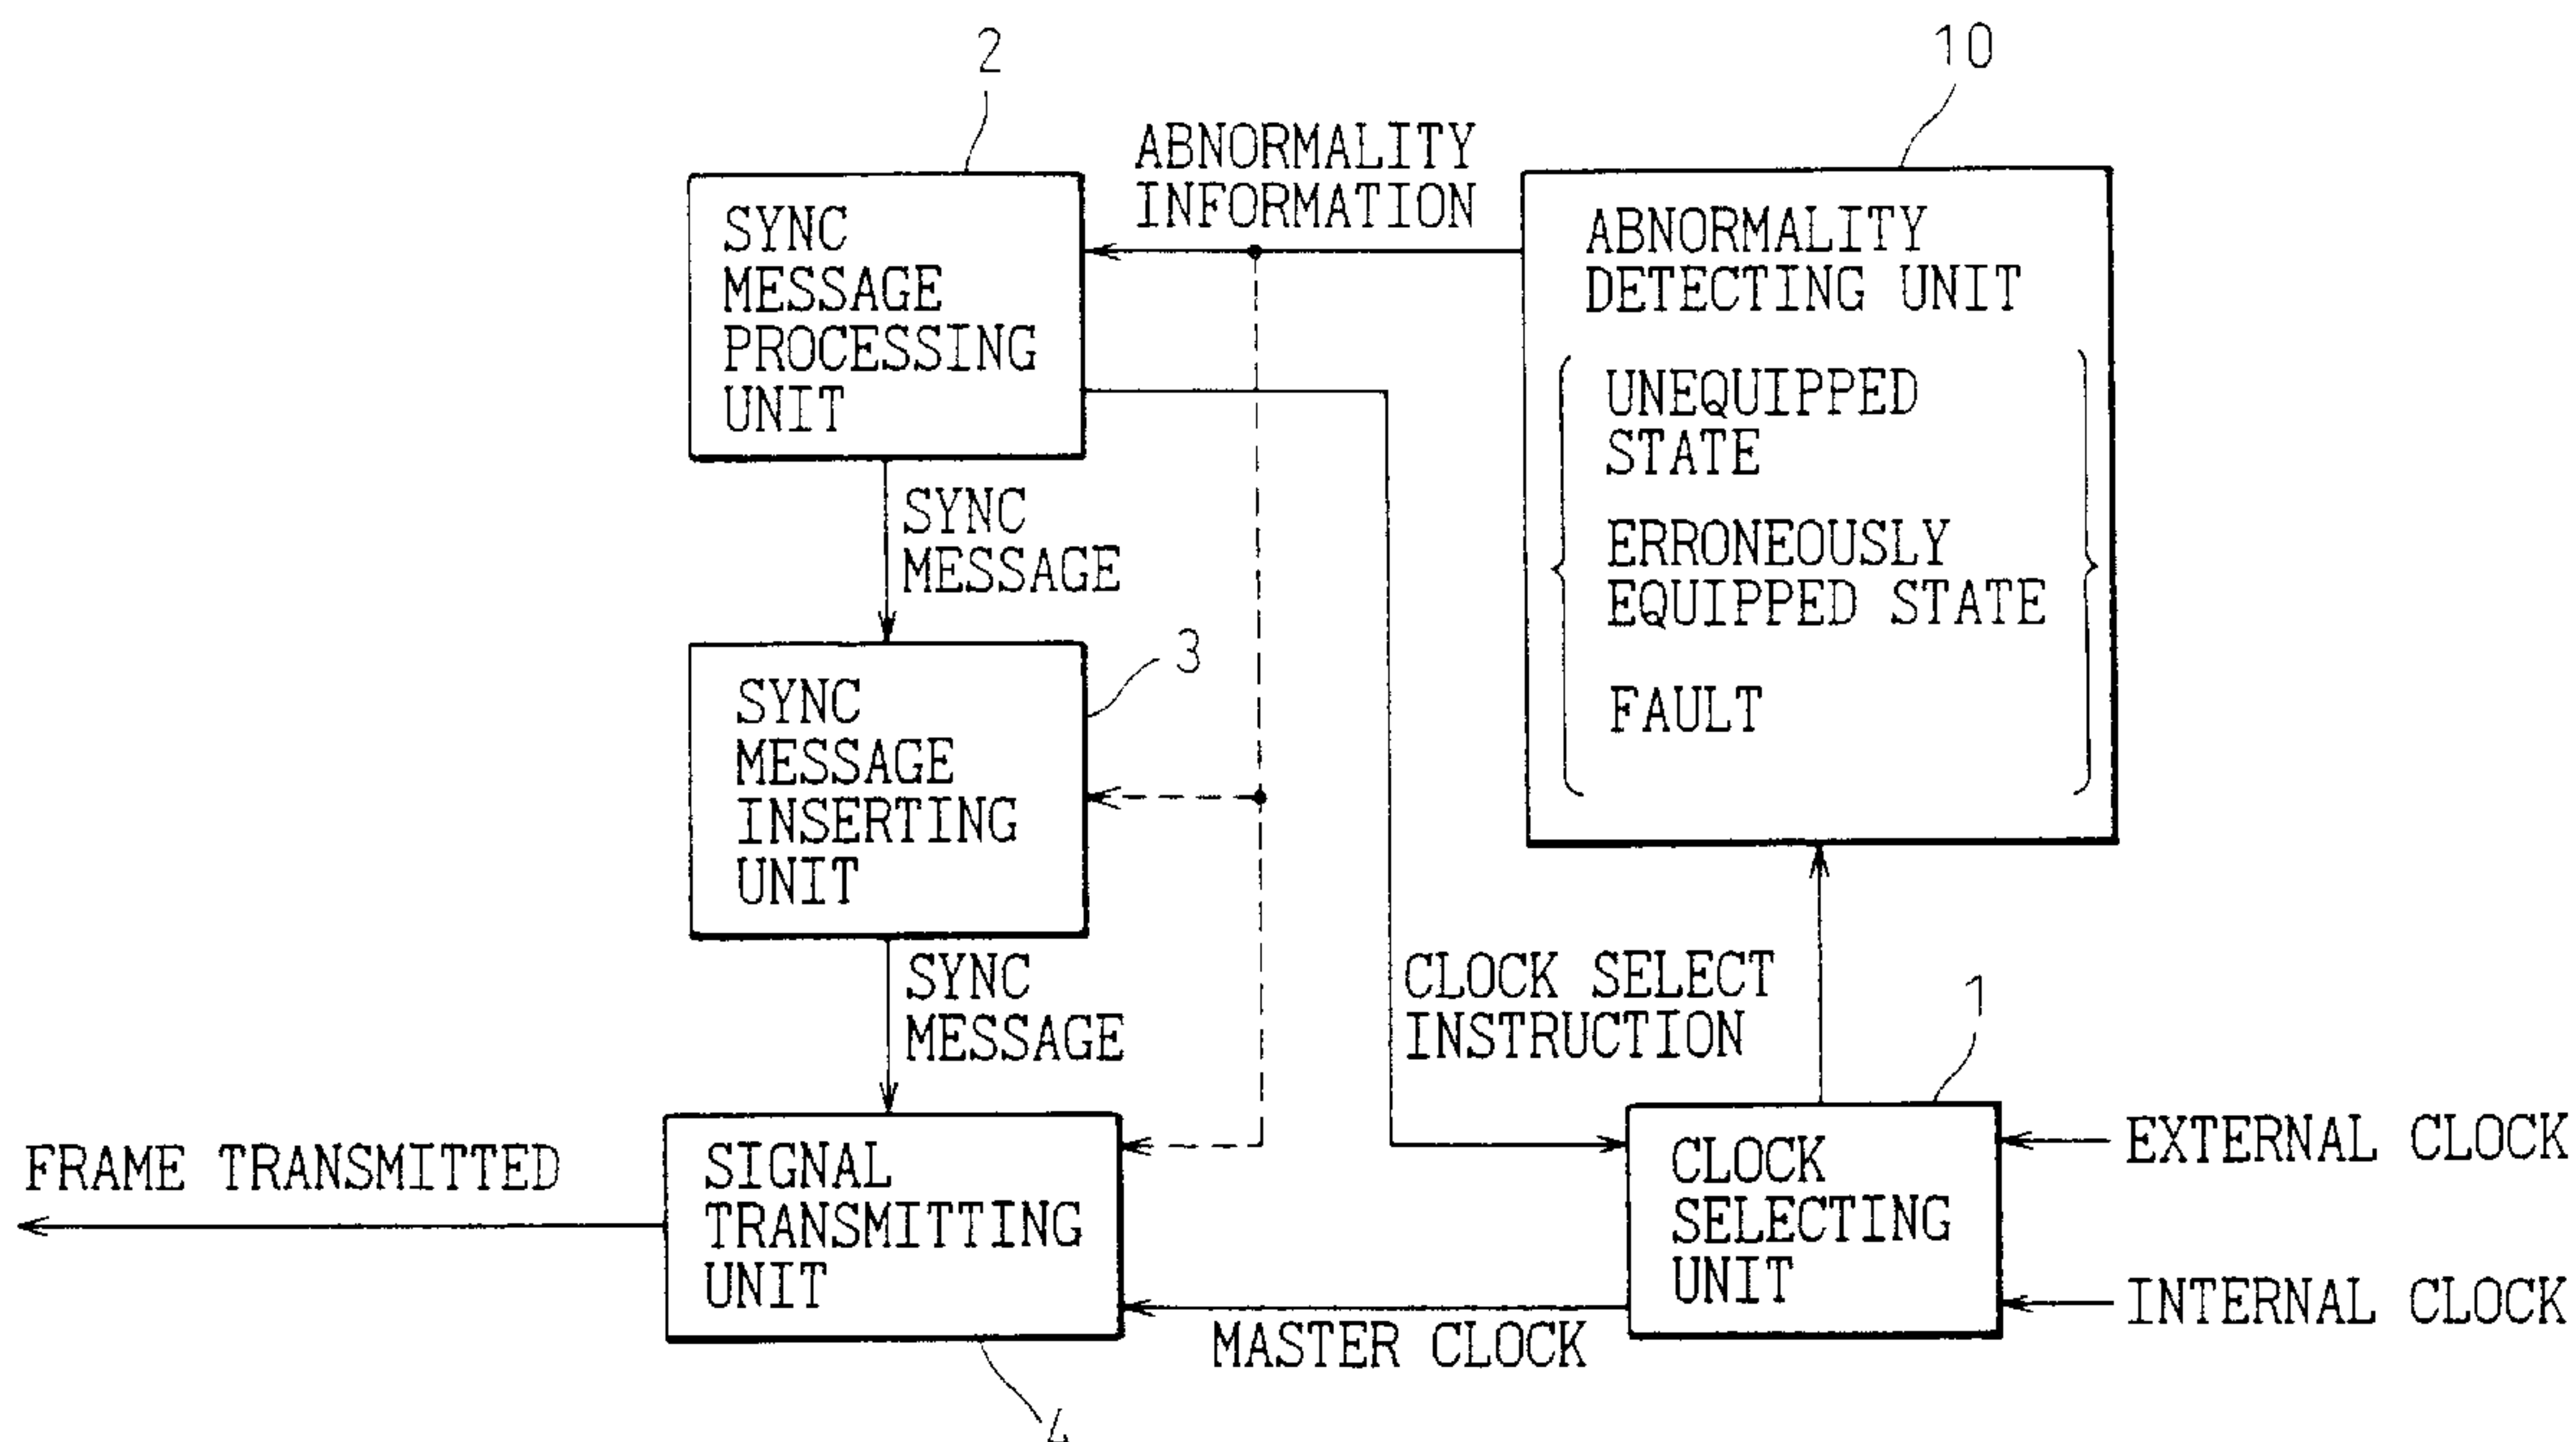 2
10
ABNORMALITY
INFORMATION
SYNC
MESSAGE
PROCESSING
UNIT
ABNORMALITY
DETECTING UNIT
UNEQUIPPED
STATE
ERRONEOUSLY
EQUIPPED STATE
FAULT
SYNC
MESSAGE
3
SYNC
MESSAGE
INSERTING
UNIT
SYNC
MESSAGE
CLOCK SELECT
INSTRUCTION
1
FRAME TRANSMITTED
SIGNAL
TRANSMITTING
UNIT
CLOCK
SELECTING
UNIT
EXTERNAL CLOCK
INTERNAL CLOCK
MASTER CLOCK
4